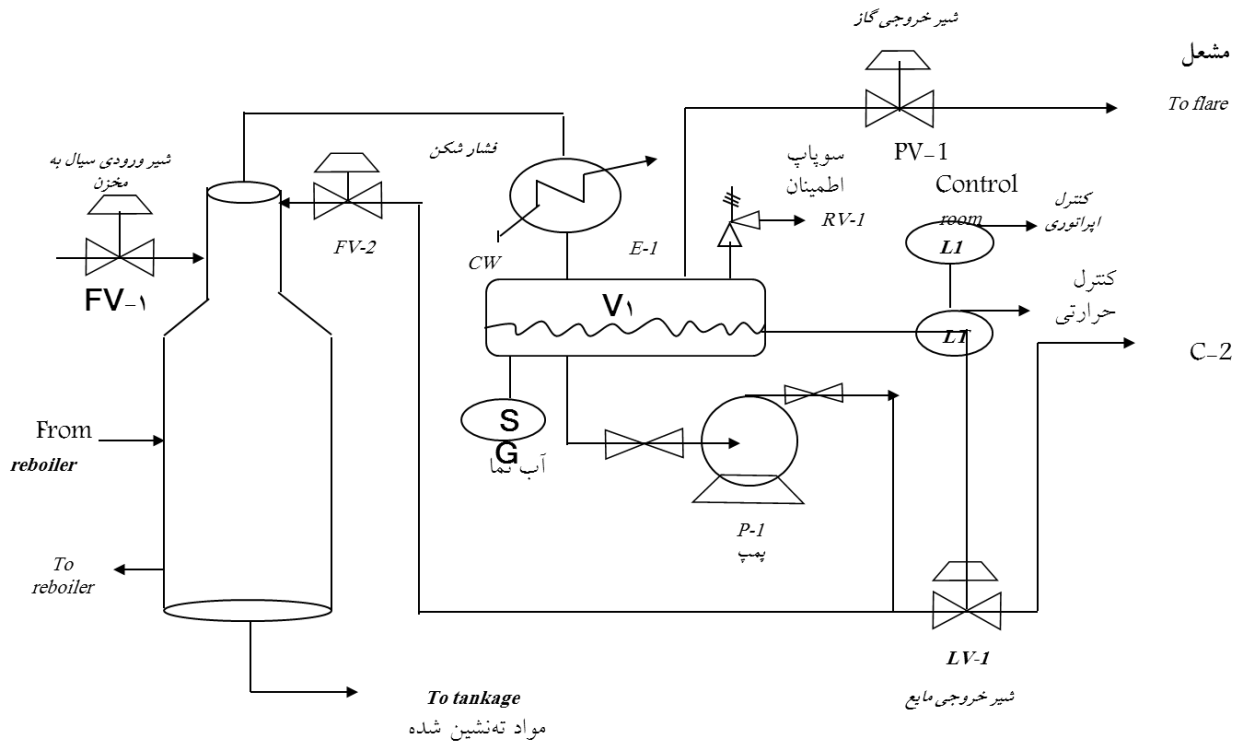 شیر خروجی گاز
مشعل
To flare
PV-1
شیر ورودی سیال به
مخزن
FV-۱
فشار شکن
FV-2
CW
E-1
سوپاپ
اطمینان
RV-1
Control
room
L1
کنترل
اپراتوری
L1
کنترل
حرارتی
C-2
V۱
S
G
آب نما
From
reboiler
To
reboiler
P-1
پمپ
LV-1
شیر خروجی مایع
To tankage
مواد ته‌نشین شده